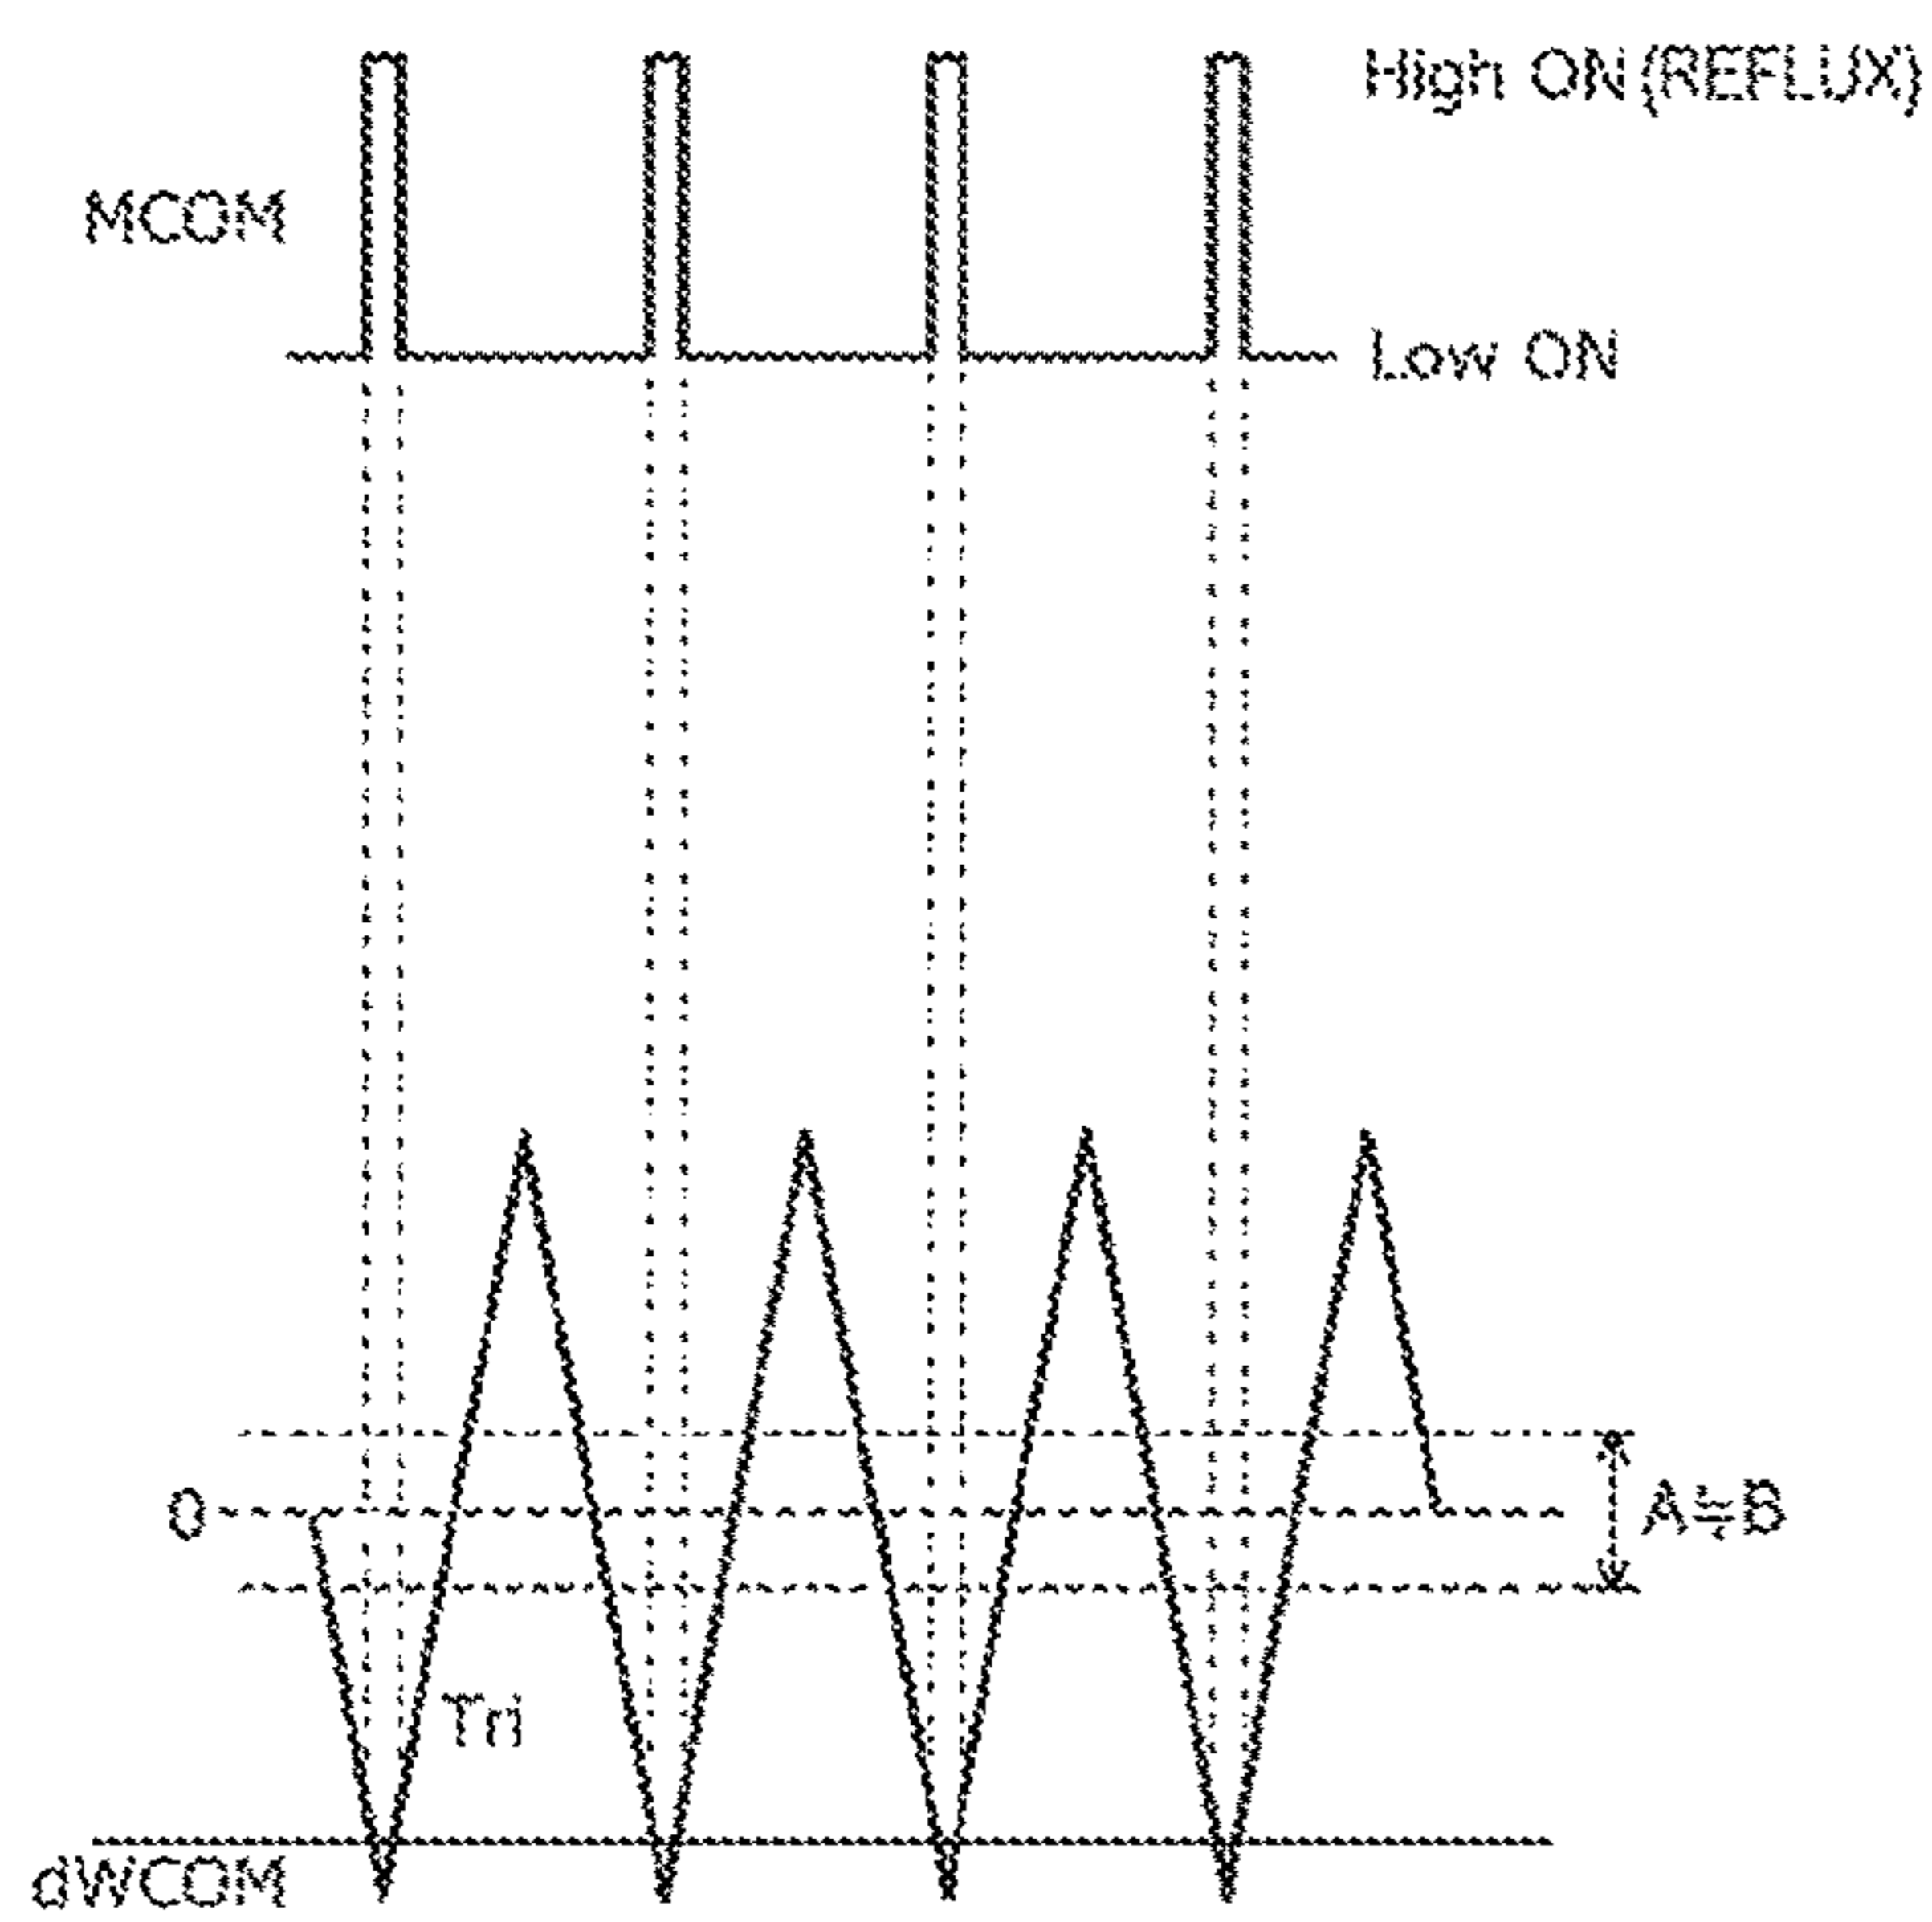 High ON (REFLUX)
MCOM
Low ON
0
A≒B
Tri
dWCOM